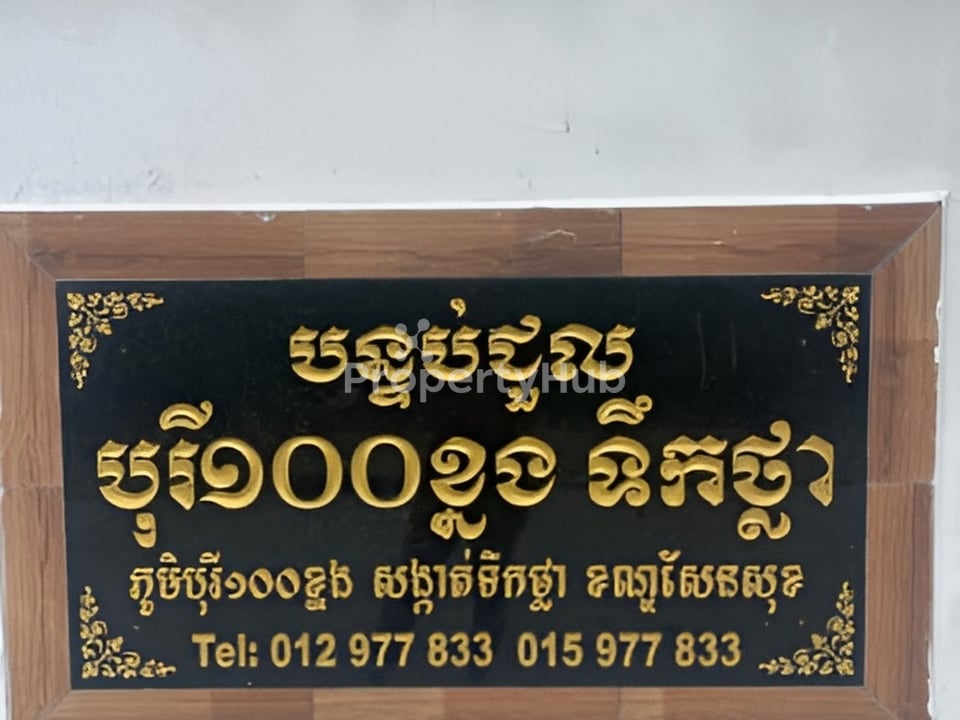 បន្ទប់ជួល
PropertyHub
បុរី១០០ខ្នង ទឹកថ្លា
ភូមិបុរី១០០ខ្នង សង្កាត់ទឹកថ្លា ខណ្ឌសែនសុខ
Tel: 012 977 833 015 977 833